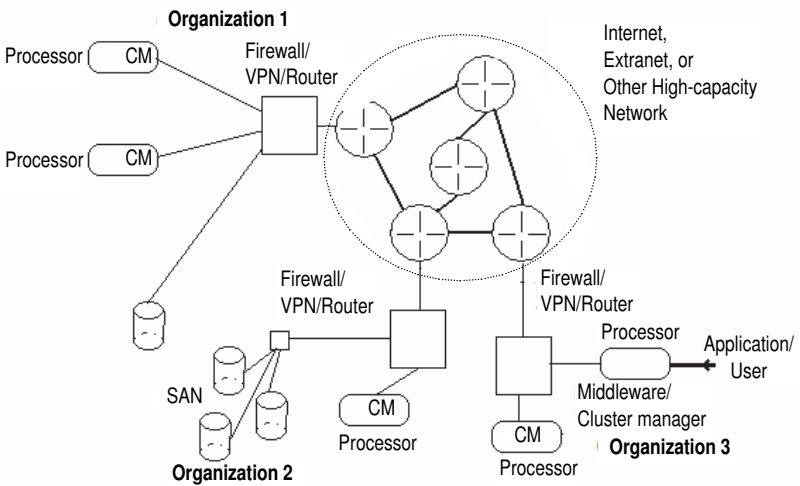 Organization 1
Processor
CM
Firewall/
VPN/Router
Internet,
Extranet, or
Other High-capacity
Network
Processor
CM
Firewall/
VPN/Router
Firewall/
VPN/Router
Processor
Application/
User
SAN
CM
Processor
Middleware/
Cluster manager
CM
Organization 3
Processor
Organization 2